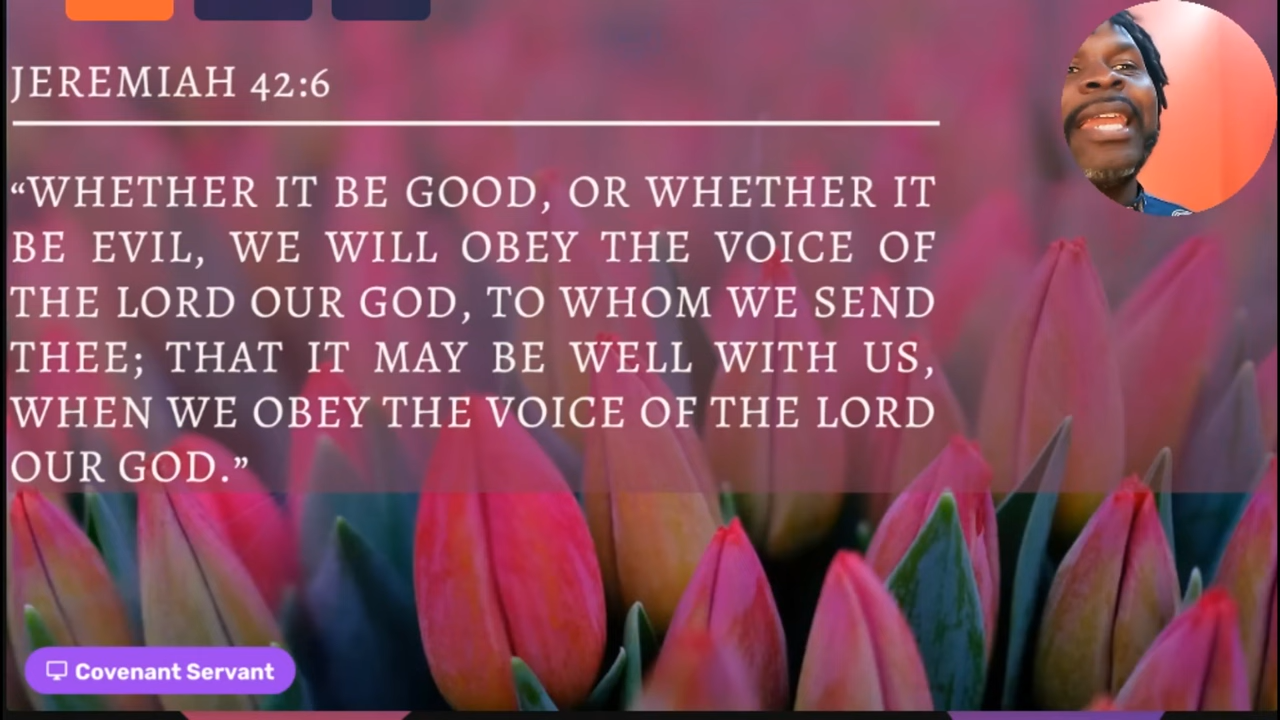 JEREMIAH 42:6
“WHETHER IT BE GOOD, OR WHETHER IT
BE EVIL, WE WILL OBEY THE VOICE OF
THE LORD OUR GOD, TO WHOM WE SEND
THEE; THAT IT MAY BE WELL WITH US,
WHEN WE OBEY THE VOICE OF THE LORD
OUR GOD.”
Covenant Servant